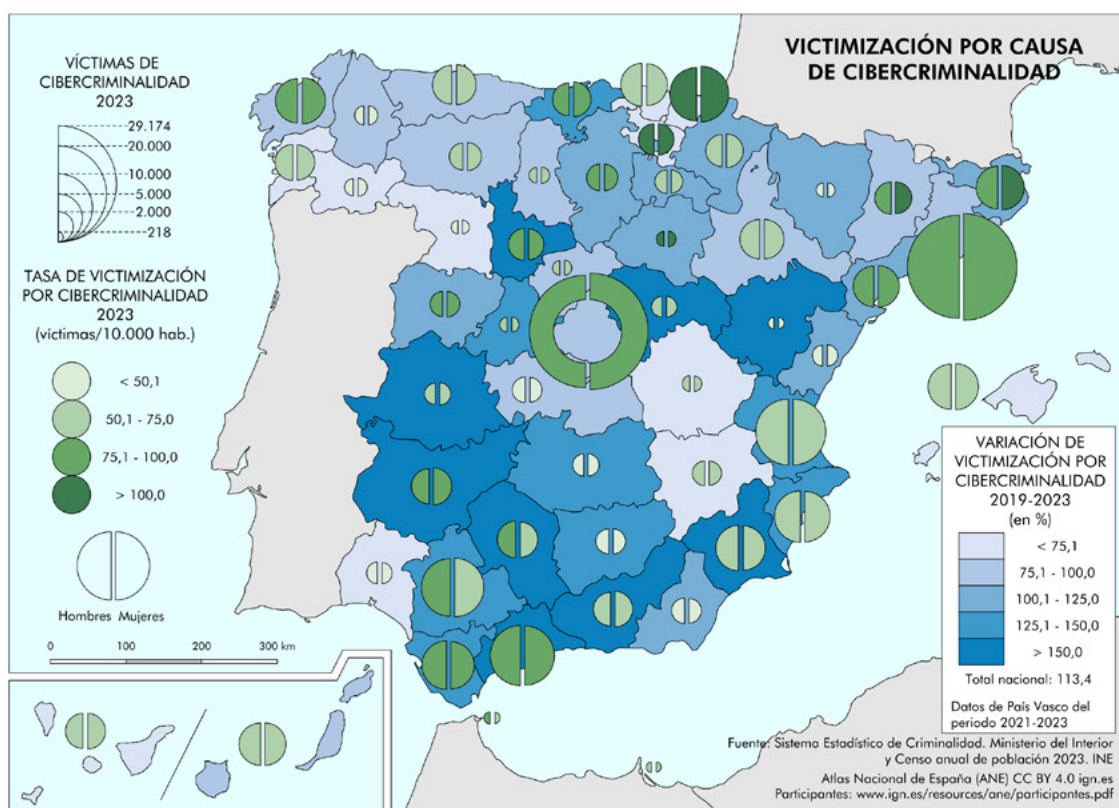 VICTIMIZACIÓN POR CAUSA
DE CIBERCRIMINALIDAD
VÍCTIMAS DE
CIBERCRIMINALIDAD
2023
29.174
20.000
10.000
5.000
2.000
218
TASA DE VICTIMIZACIÓN
POR CIBERCRIMINALIDAD
2023
(víctimas/10.000 hab.)
< 50,1
50,1 - 75,0
75,1 - 100,0
> 100,0
Hombres Mujeres
0 100 200 300 km
VARIACIÓN DE
VICTIMIZACIÓN POR
CIBERCRIMINALIDAD
2019-2023
(en %)
< 75,1
75,1 - 100,0
100,1 - 125,0
125,1 - 150,0
> 150,0
Total nacional: 113,4
Datos de País Vasco del
periodo 2021-2023
Fuente: Sistema Estadístico de Criminalidad. Ministerio del Interior
y Censo anual de población 2023. INE
Atlas Nacional de España (ANE) CC BY 4.0 ign.es
Participantes: www.ign.es/resources/ane/participantes.pdf